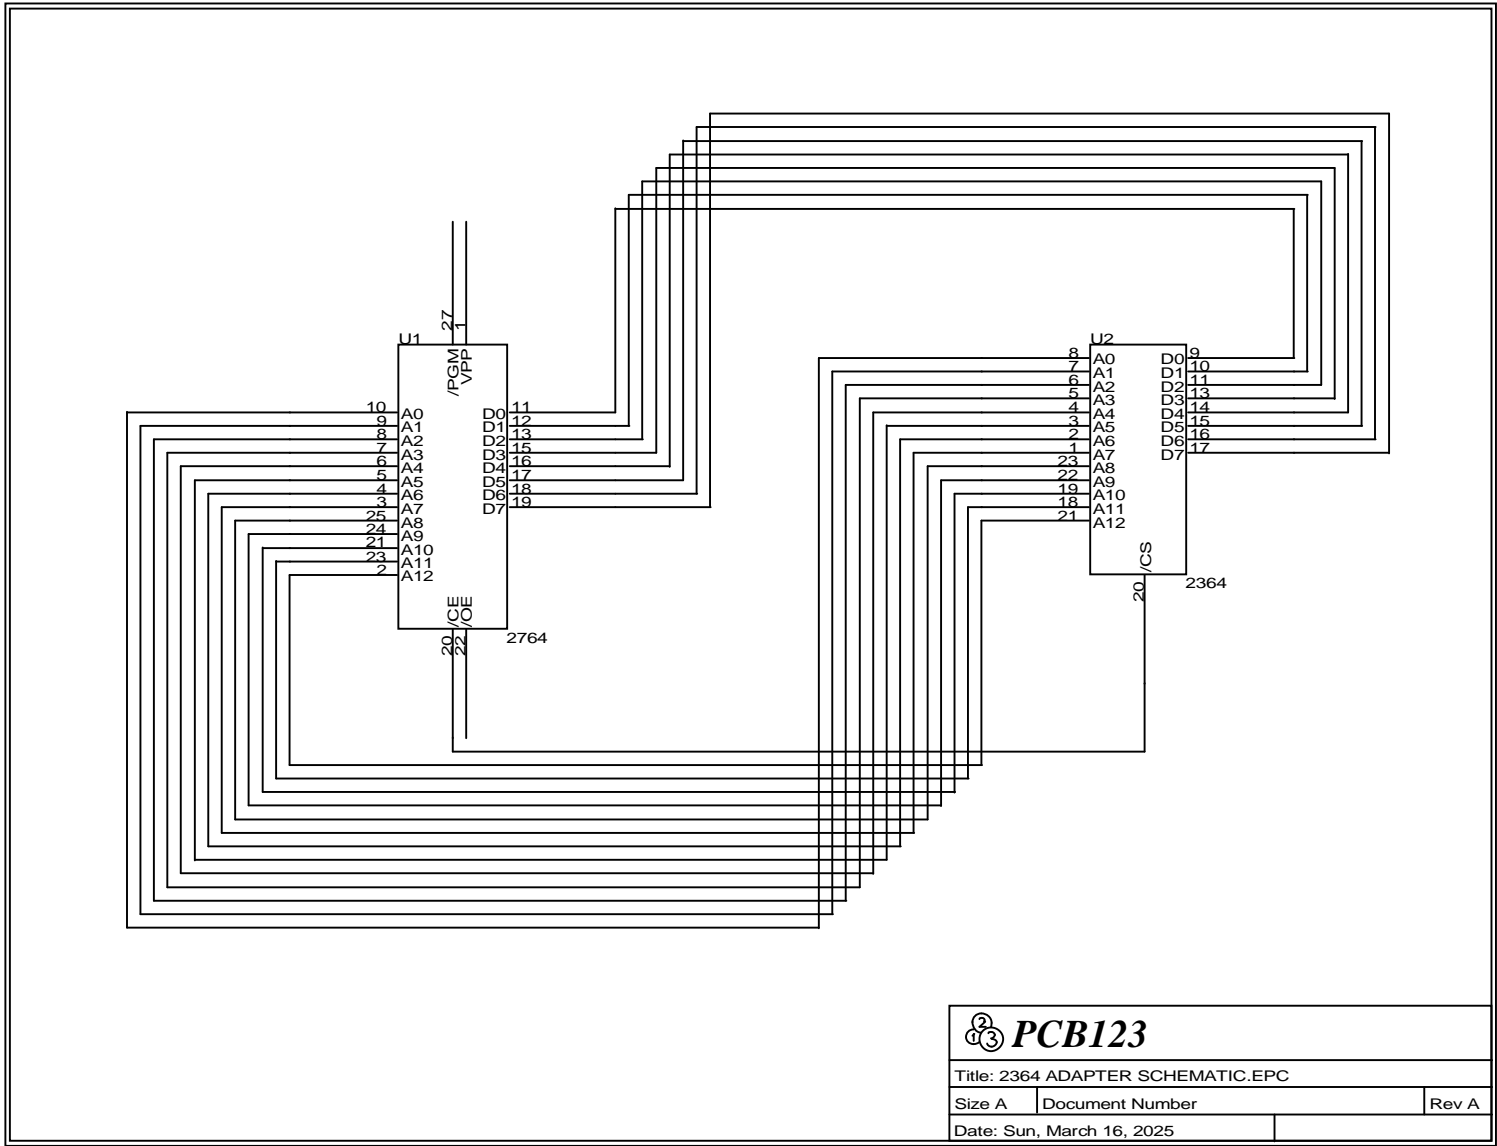 27
1
U1
/PGM
VPP
10 A0 D0 11
9 A1 D1 12
8 A2 D2 13
7 A3 D3 15
6 A4 D4 16
5 A5 D5 17
4 A6 D6 18
3 A7 D7 19
25 A8
24 A9
21 A10
23 A11
2 A12
/CE
/OE
20
22
2764
U2
8 A0 D0 9
7 A1 D1 10
6 A2 D2 11
5 A3 D3 13
4 A4 D4 14
3 A5 D5 15
2 A6 D6 16
1 A7 D7 17
23 A8
22 A9
19 A10
18 A11
21 A12
/CS
20
2364
1 2 3 PCB123
Title: 2364 ADAPTER SCHEMATIC.EPC
Size A Document Number Rev A
Date: Sun, March 16, 2025